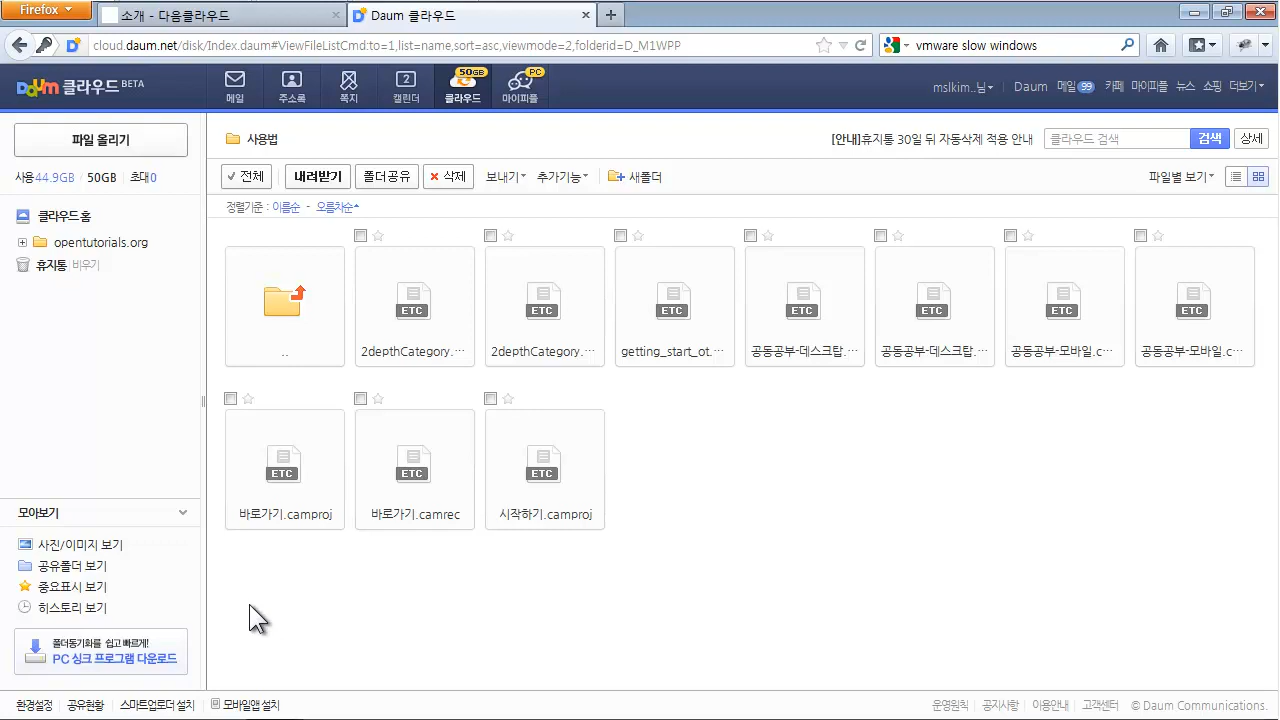 Firefox
소개 - 다음클라우드
Daum 클라우드
cloud.daum.net/disk/Index.daum#ViewFileListCmd:to=1,list=name,sort=asc,viewmode=2,folderid=D_M1WPP
vmware slow windows
Daum 클라우드 BETA
메일
주소록
쪽지
2
캘린더
50GB
클라우드
PC
마이피플
mslkim..님
Daum 메일 99 카페 마이피플 뉴스 쇼핑 더보기
파일 올리기
사용44.9GB 50GB 초대0
클라우드 홈
opentutorials.org
휴지통 비우기
사용법
[안내]휴지통 30일 뒤 자동삭제 적용 안내
클라우드 검색
검색
상세
전체 내려받기 폴더공유 삭제 보내기 추가기능 새폴더
파일별 보기
정렬기준 : 이름순 - 오름차순
ETC ETC ETC ETC ETC ETC ETC
.. 2depthCategory.··· 2depthCategory.··· getting_start_ot.··· 공동공부-데스크탑.··· 공동공부-데스크탑.··· 공동공부-모바일.c··· 공동공부-모바일.c···
ETC ETC ETC
바로가기.camproj 바로가기.camrec 시작하기.camproj
모아보기
사진/이미지 보기
공유폴더 보기
중요표시 보기
히스토리 보기
폴더동기화를 쉽고 빠르게!
PC 싱크 프로그램 다운로드
환경설정 공유현황 스마트업로더 설치 모바일앱 설치
운영원칙 공지사항 이용안내 고객센터 © Daum Communications.